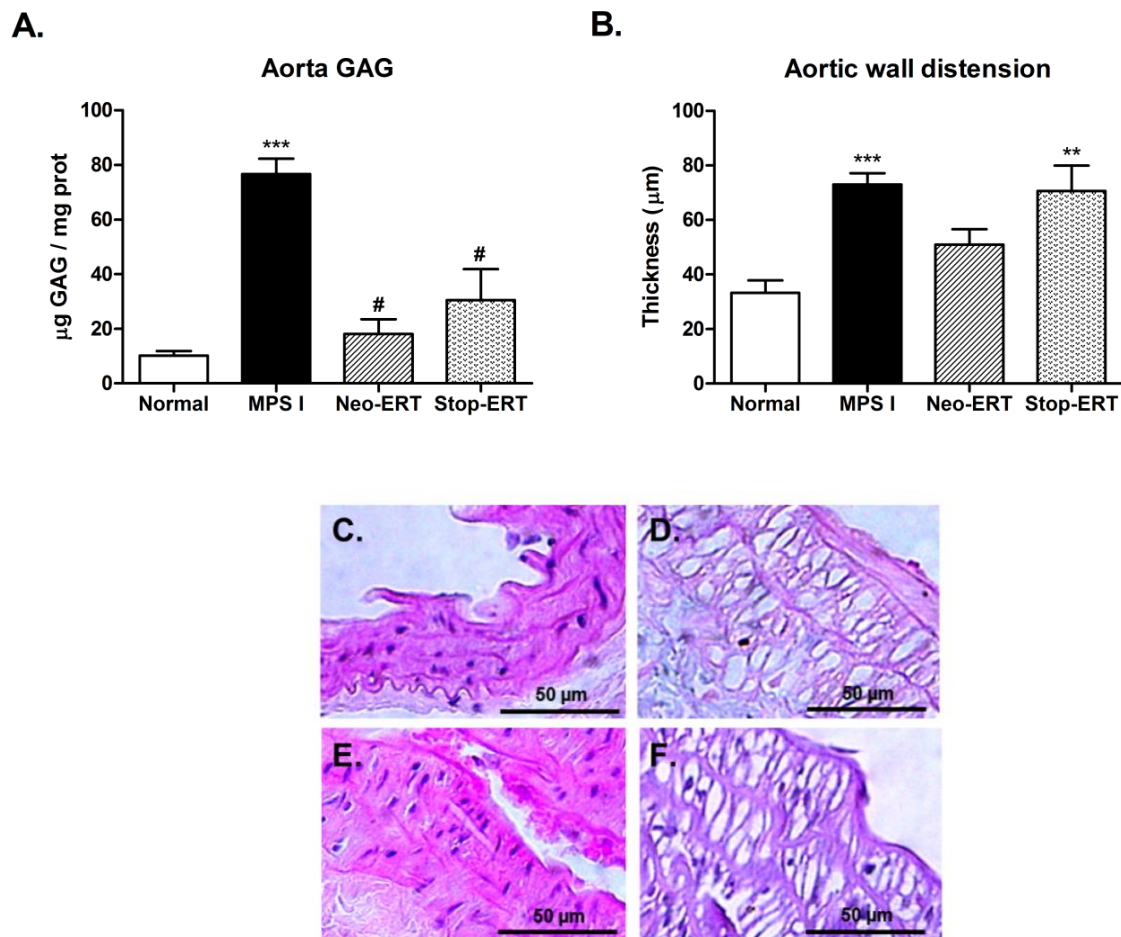 A.
Aorta GAG
µg GAG / mg prot
100
80
60
40
20
0
***
#
#
Normal MPS I Neo-ERT Stop-ERT
B.
Aortic wall distension
Thickness (µm)
100
80
60
40
20
0
***
**
Normal MPS I Neo-ERT Stop-ERT
C.
50 µm
D.
50 µm
E.
50 µm
F.
50 µm